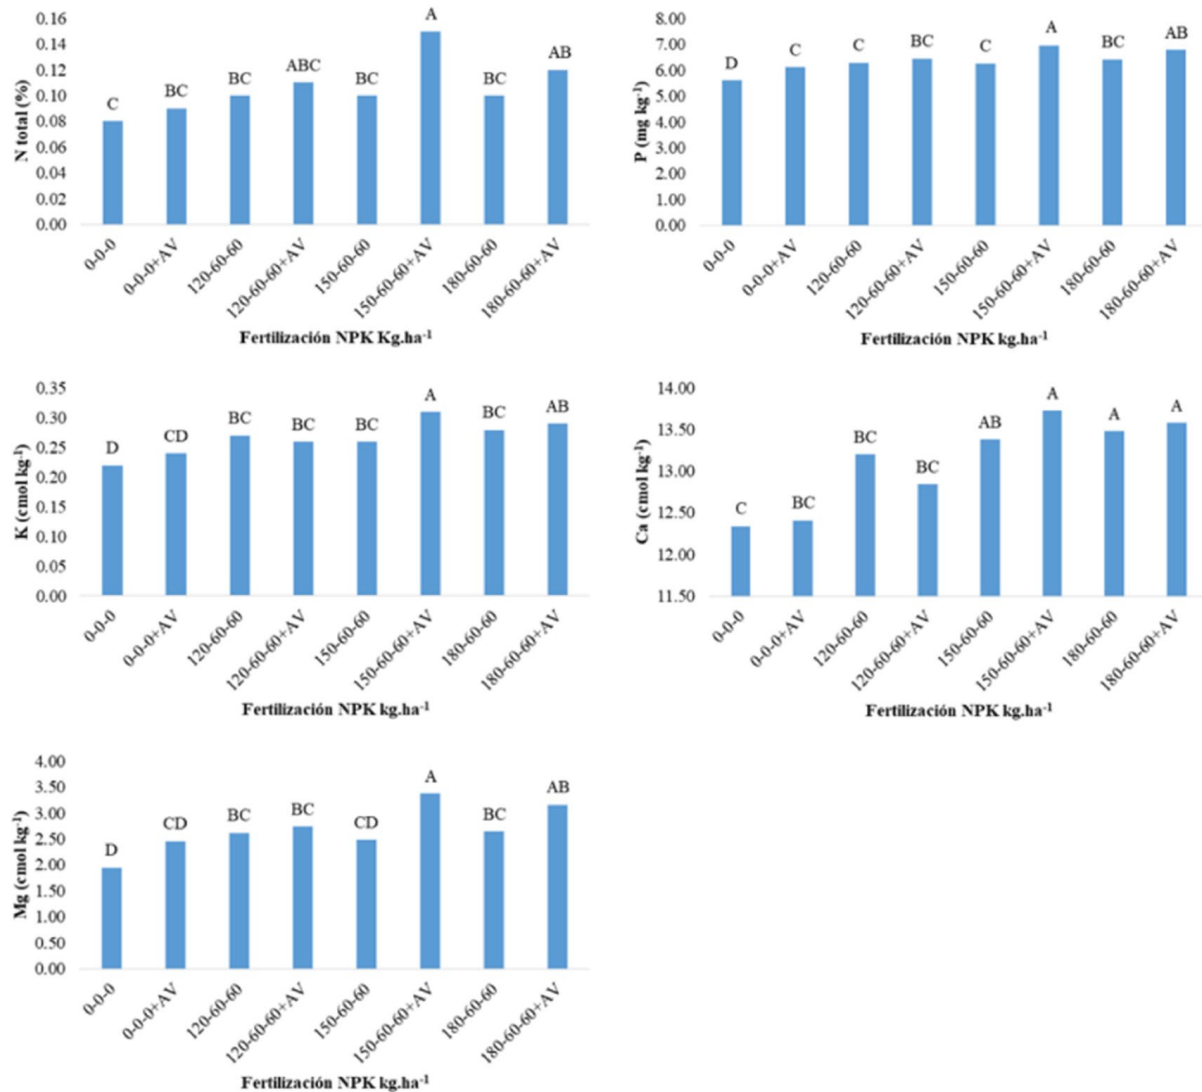 N total (%)
0.16
0.14
0.12
0.10
0.08
0.06
0.04
0.02
0.00
C
BC
BC
ABC
BC
A
BC
AB
0-0-0
0-0-0+AV
120-60-60
120-60-60+AV
150-60-60
150-60-60+AV
180-60-60
180-60-60+AV
Fertilización NPK Kg.ha⁻¹
P (mg kg⁻¹)
8.00
7.00
6.00
5.00
4.00
3.00
2.00
1.00
0.00
D
C
C
BC
C
A
BC
AB
0-0-0
0-0-0+AV
120-60-60
120-60-60+AV
150-60-60
150-60-60+AV
180-60-60
180-60-60+AV
Fertilización NPK kg.ha⁻¹
K (cmol kg⁻¹)
0.35
0.30
0.25
0.20
0.15
0.10
0.05
0.00
D
CD
BC
BC
BC
A
BC
AB
0-0-0
0-0-0+AV
120-60-60
120-60-60+AV
150-60-60
150-60-60+AV
180-60-60
180-60-60+AV
Fertilización NPK kg.ha⁻¹
Ca (cmol kg⁻¹)
14.00
13.50
13.00
12.50
12.00
11.50
C
BC
BC
BC
AB
A
A
A
0-0-0
0-0-0+AV
120-60-60
120-60-60+AV
150-60-60
150-60-60+AV
180-60-60
180-60-60+AV
Fertilización NPK kg.ha⁻¹
Mg (cmol kg⁻¹)
4.00
3.50
3.00
2.50
2.00
1.50
1.00
0.50
0.00
D
CD
BC
BC
CD
A
BC
AB
0-0-0
0-0-0+AV
120-60-60
120-60-60+AV
150-60-60
150-60-60+AV
180-60-60
180-60-60+AV
Fertilización NPK kg.ha⁻¹